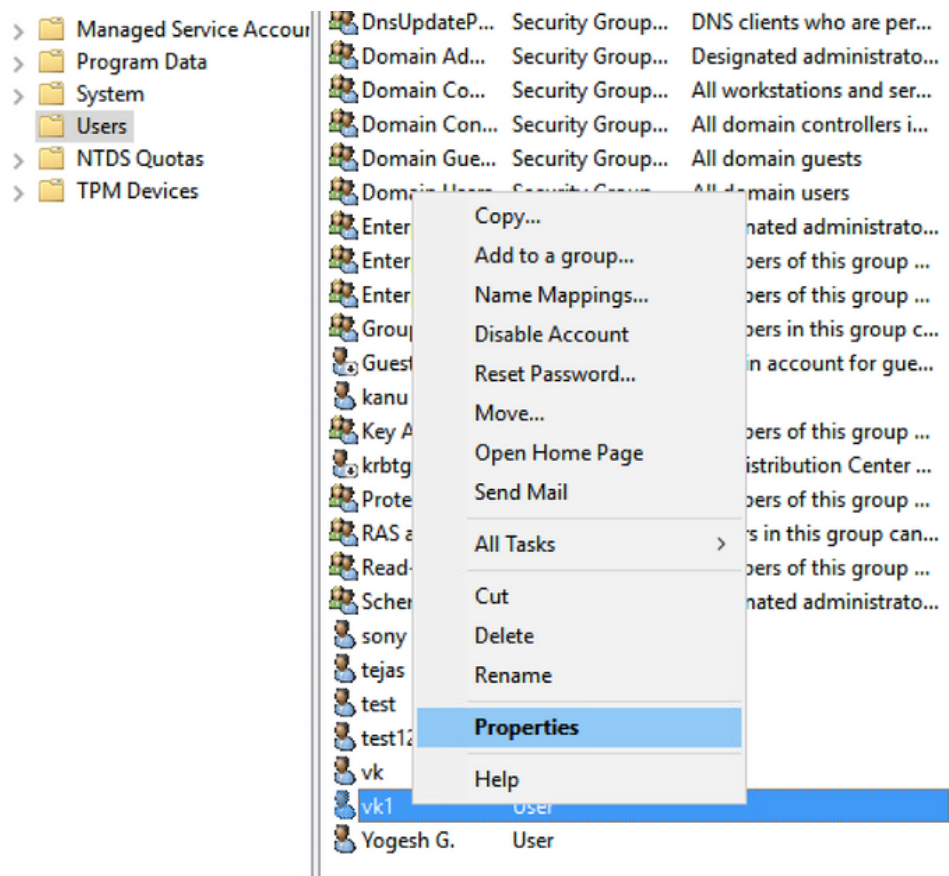 Managed Service Accour
Program Data
System
Users
NTDS Quotas
TPM Devices
DnsUpdateP... Security Group... DNS clients who are per...
Domain Ad... Security Group... Designated administrato...
Domain Co... Security Group... All workstations and ser...
Domain Con... Security Group... All domain controllers i...
Domain Gue... Security Group... All domain guests
Domain Users Security Group... All domain users
Enter nated administrato...
Enter bers of this group ...
Enter bers of this group ...
Group bers in this group c...
Guest in account for gue...
kanu
Key A bers of this group ...
krbtg istribution Center ...
Prote bers of this group ...
RAS a rs in this group can...
Read- bers of this group ...
Scher nated administrato...
sony
tejas
test
test12
vk
vk1 User
Yogesh G. User
Copy...
Add to a group...
Name Mappings...
Disable Account
Reset Password...
Move...
Open Home Page
Send Mail
All Tasks
Cut
Delete
Rename
Properties
Help